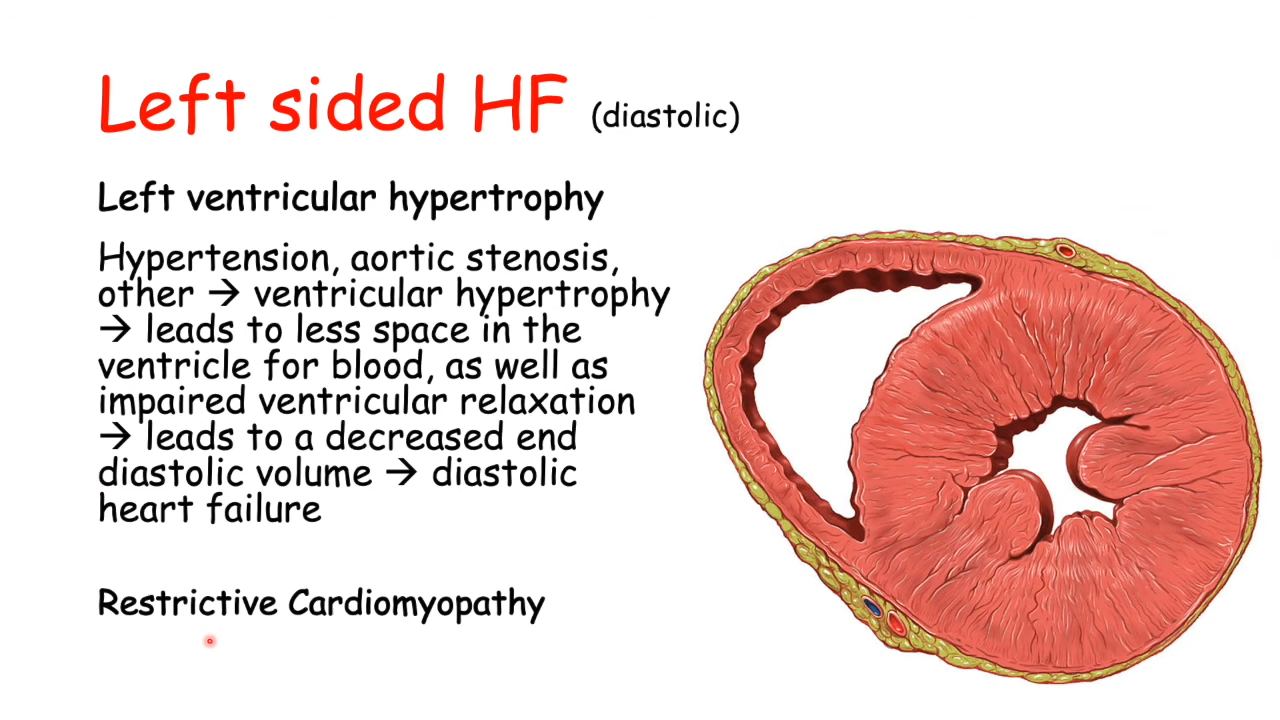 Left sided HF (diastolic)
Left ventricular hypertrophy
Hypertension, aortic stenosis,
other → ventricular hypertrophy
→ leads to less space in the
ventricle for blood, as well as
impaired ventricular relaxation
→ leads to a decreased end
diastolic volume → diastolic
heart failure
Restrictive Cardiomyopathy